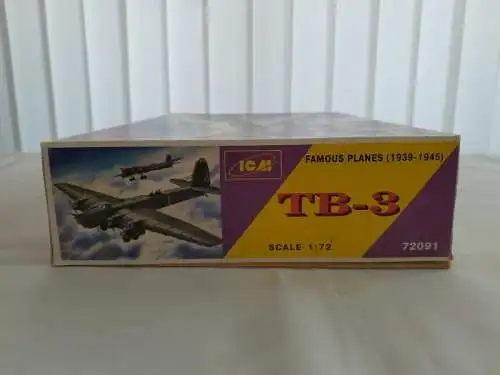 ICM
FAMOUS PLANES (1939-1945)
TB-3
SCALE 1:72
72091